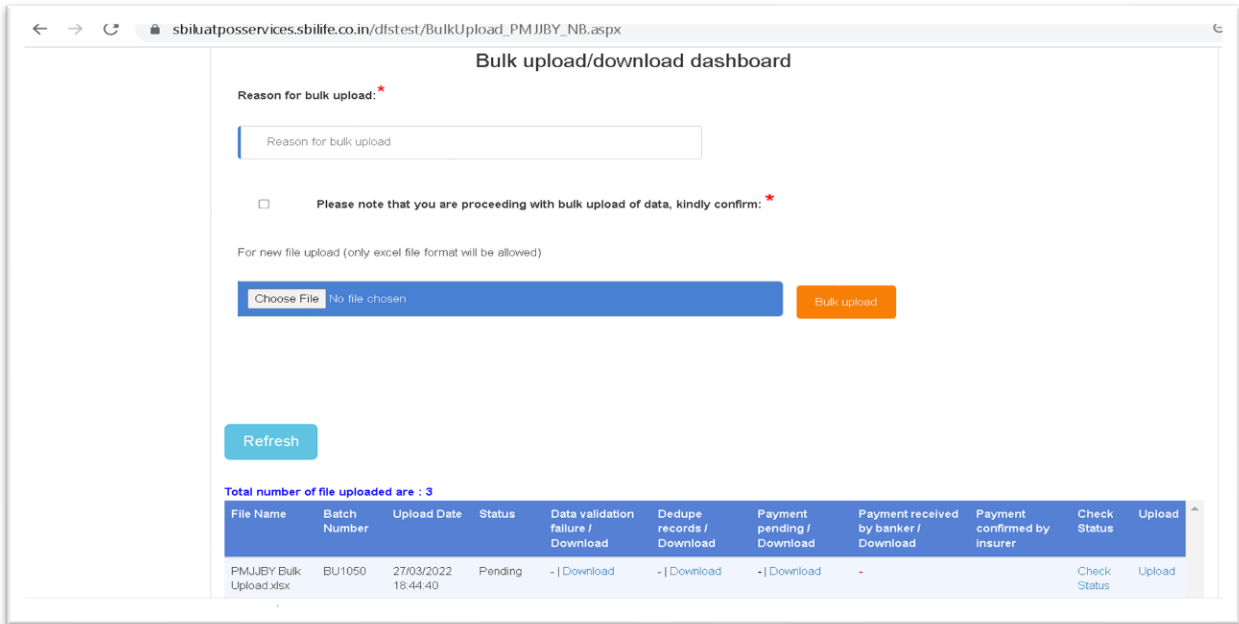 sbiluatposservices.sbilife.co.in/dfstest/BulkUpload_PMJJBY_NB.aspx
Bulk upload/download dashboard
Reason for bulk upload:*
Reason for bulk upload
Please note that you are proceeding with bulk upload of data, kindly confirm: *
For new file upload (only excel file format will be allowed)
Choose File No file chosen
Bulk upload
Refresh
Total number of file uploaded are : 3
File Name Batch Number Upload Date Status Data validation failure / Download Dedupe records / Download Payment pending / Download Payment received by banker / Download Payment confirmed by insurer Check Status Upload
PMJJBY Bulk Upload.xlsx BU1050 27/03/2022 18:44:40 Pending - | Download - | Download - | Download - Check Status Upload